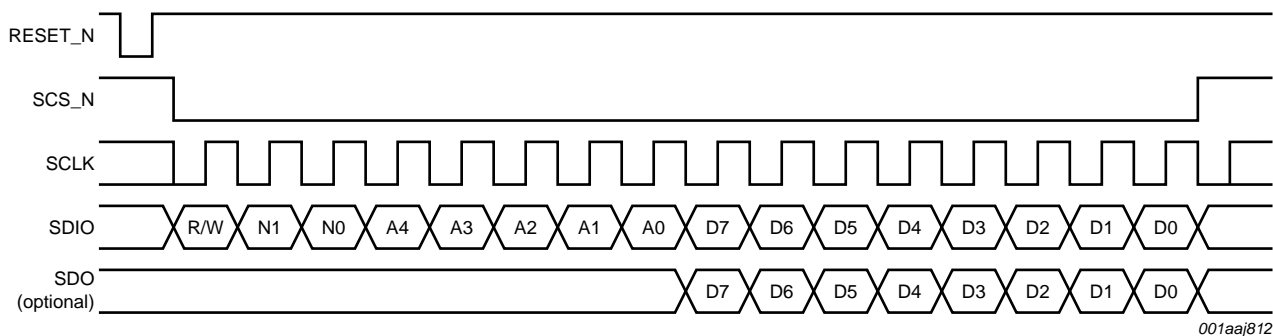 RESET_N
SCS_N
SCLK
SDIO R/W N1 N0 A4 A3 A2 A1 A0 D7 D6 D5 D4 D3 D2 D1 D0
SDO
(optional) D7 D6 D5 D4 D3 D2 D1 D0
001aaj812